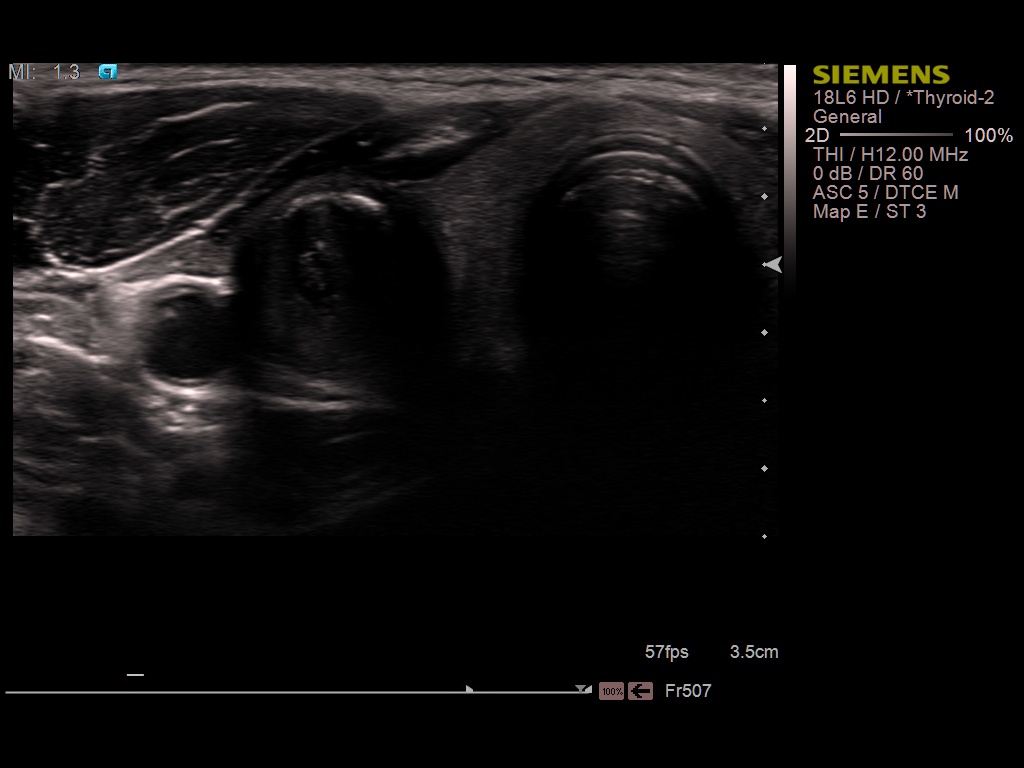 MI: 1.3
SIEMENS
18L6 HD / *Thyroid-2
General
2D 100%
THI / H12.00 MHz
0 dB / DR 60
ASC 5 / DTCE M
Map E / ST 3
57fps 3.5cm
100% Fr507